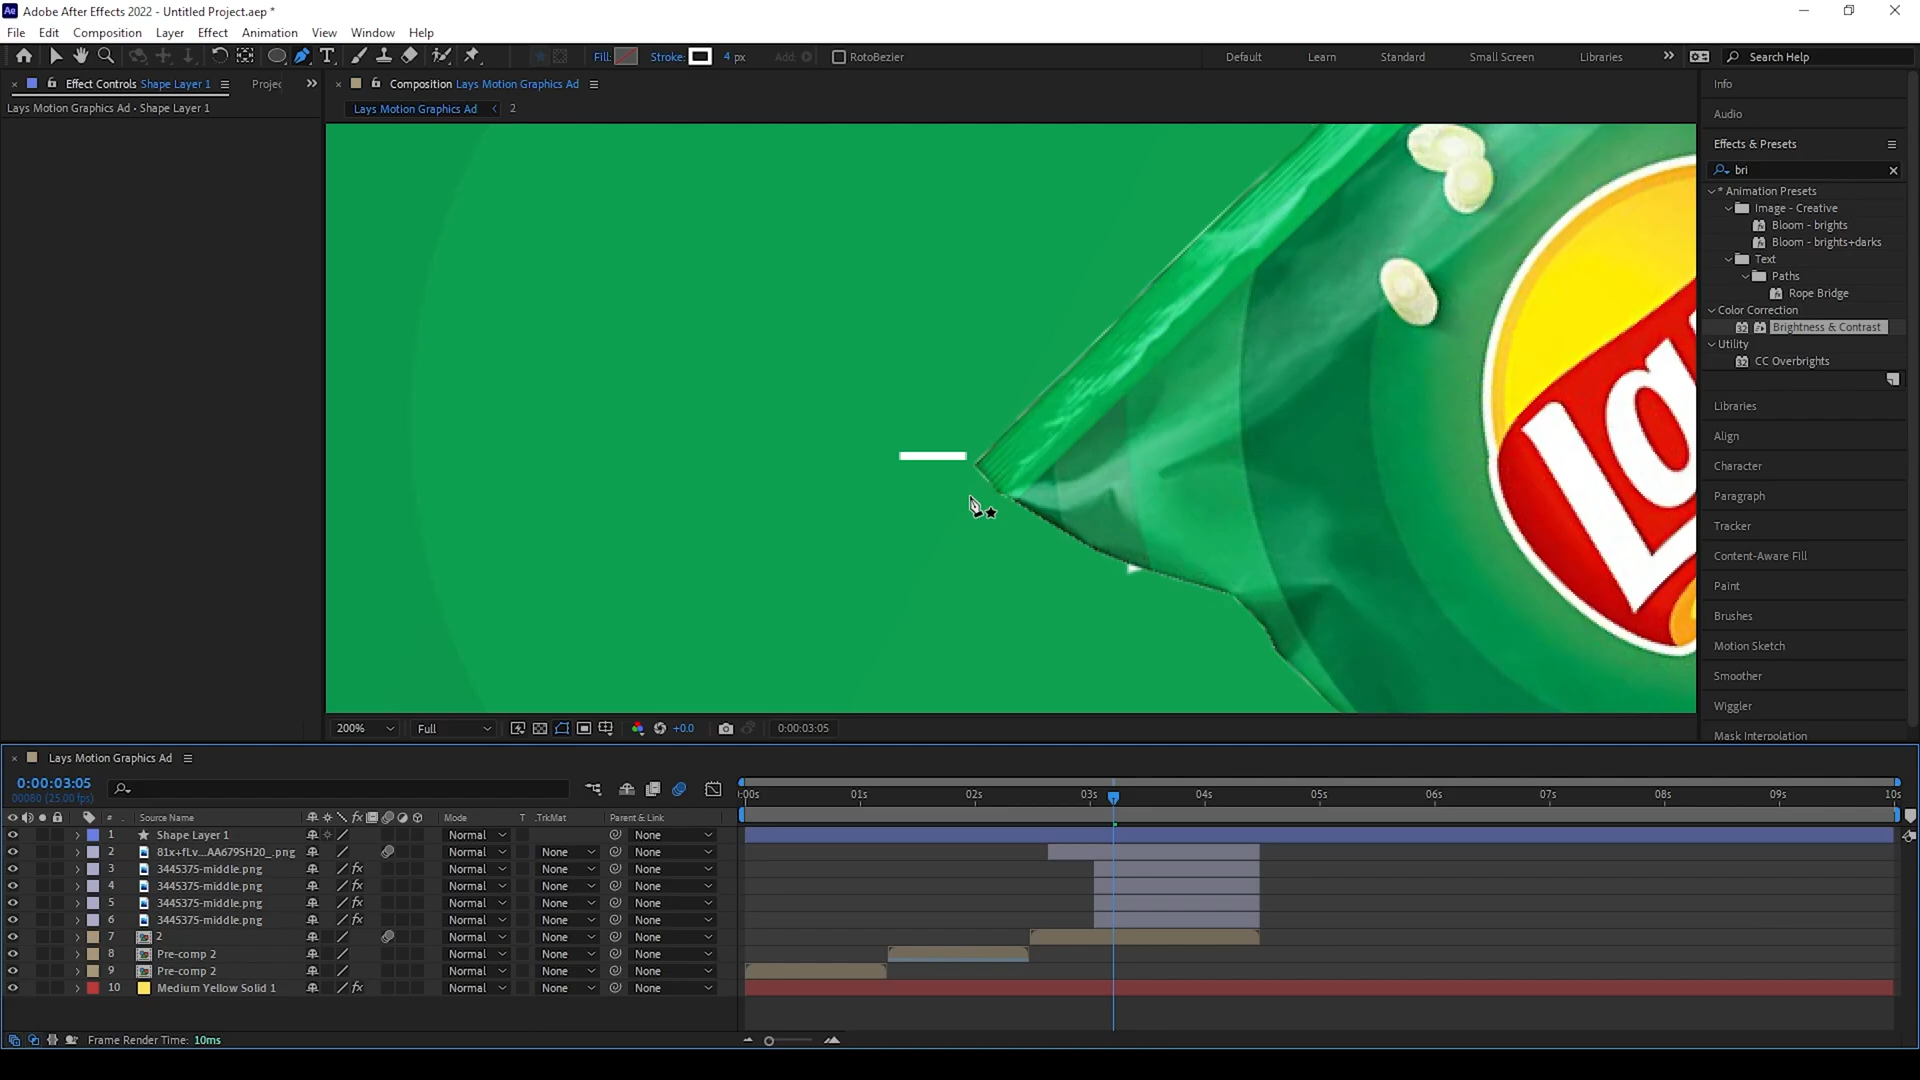 Adobe After Effects 2022 - Untitled Project.aep *
File Edit Composition Layer Effect Animation View Window Help
Fill: Stroke: 4 px Add: RotoBezier Default Learn Standard Small Screen Libraries Search Help
Effect Controls Shape Layer 1 Projec
Lays Motion Graphics Ad • Shape Layer 1
Composition Lays Motion Graphics Ad
Lays Motion Graphics Ad 2
Info
Audio
Effects & Presets
bri
* Animation Presets
Image - Creative
Bloom - brights
Bloom - brights+darks
Text
Paths
Rope Bridge
Color Correction
Brightness & Contrast
Utility
CC Overbrights
Libraries
Align
Character
Paragraph
Tracker
Content-Aware Fill
Paint
Brushes
Motion Sketch
Smoother
Wiggler
Mask Interpolation
200% Full +0.0 0:00:03:05
Lays Motion Graphics Ad
0:00:03:05
00080 (25.00 fps)
:00s 01s 02s 03s 04s 05s 06s 07s 08s 09s 10s
# Source Name Mode T .TrkMat Parent & Link
1 Shape Layer 1 Normal None
2 81x+fLv...AA679SH20_.png Normal None None
3 3445375-middle.png Normal None None
4 3445375-middle.png Normal None None
5 3445375-middle.png Normal None None
6 3445375-middle.png Normal None None
7 2 Normal None None
8 Pre-comp 2 Normal None None
9 Pre-comp 2 Normal None None
10 Medium Yellow Solid 1 Normal None None
Frame Render Time: 10ms